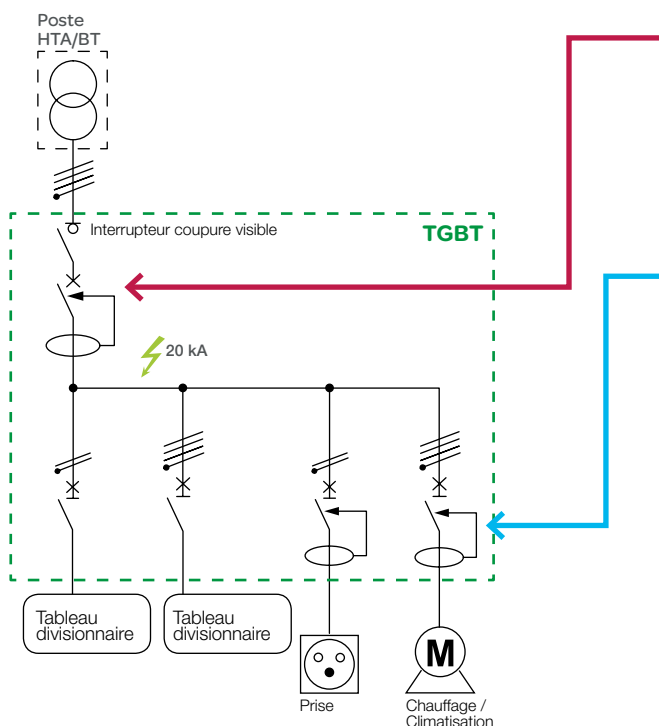 Poste
HTA/BT
Interrupteur coupure visible
TGBT
20 kA
Tableau
divisionnaire
Tableau
divisionnaire
M
Prise
Chauffage /
Climatisation